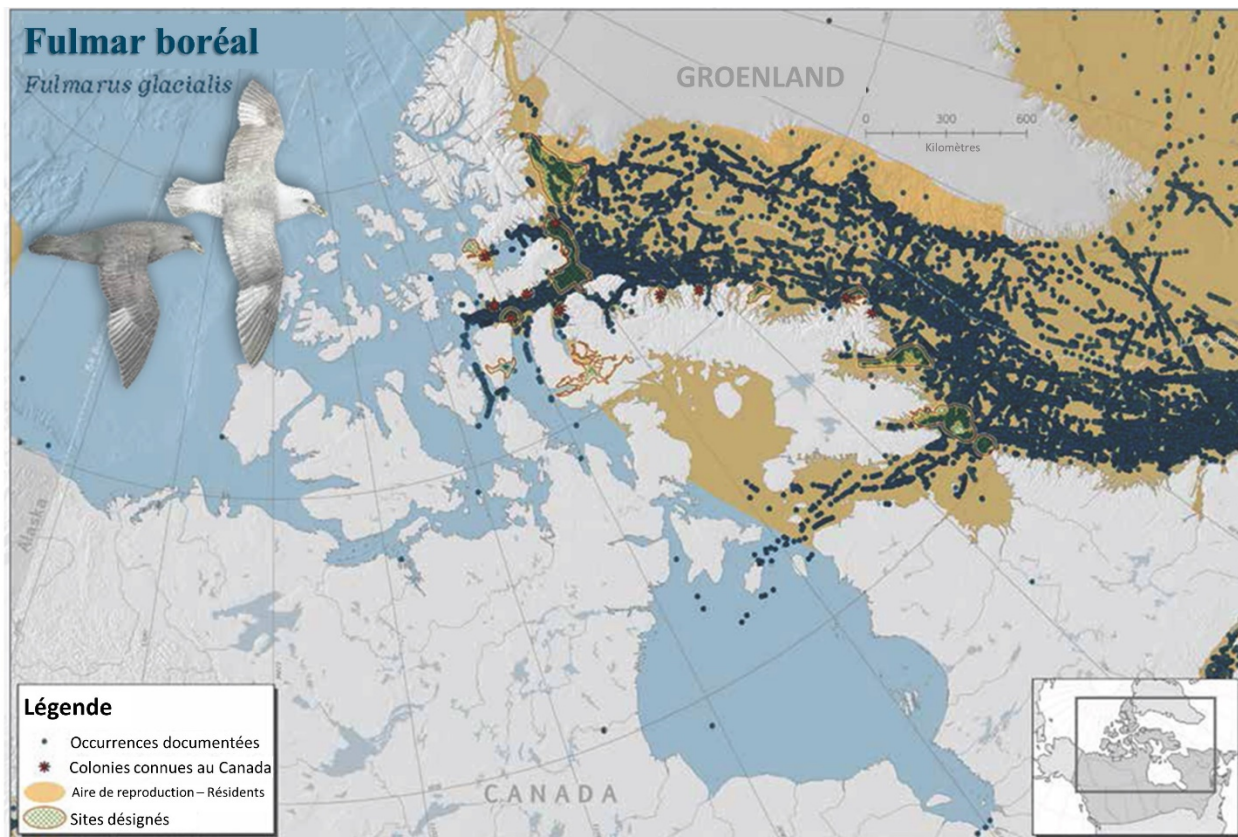 Fulmar boréal
Fulmarus glacialis
GROENLAND
0 300 600
Kilomètres
Alaska
Légende
Occurrences documentées
Colonies connues au Canada
Aire de reproduction – Résidents
Sites désignés
CANADA